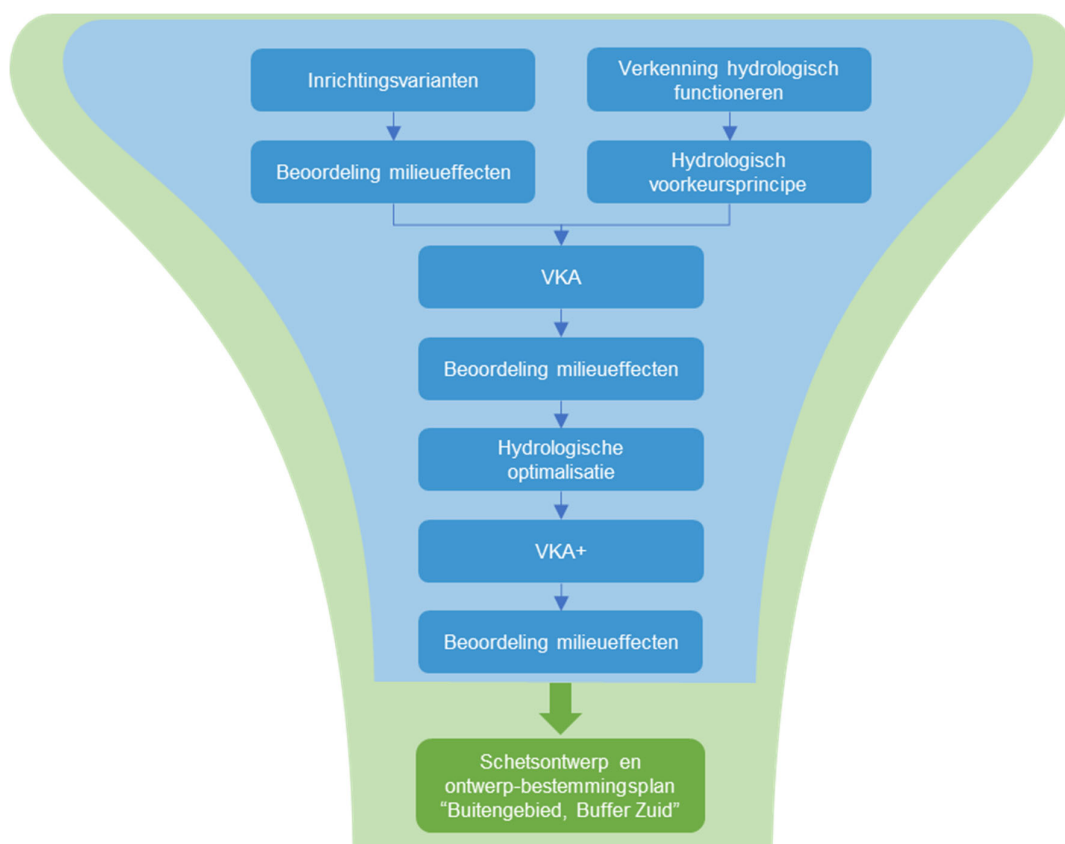 Inrichtingsvarianten
Verkenning hydrologisch
functioneren
Beoordeling milieueffecten
Hydrologisch
voorkeursprincipe
VKA
Beoordeling milieueffecten
Hydrologische
optimalisatie
VKA+
Beoordeling milieueffecten
Schetsontwerp en
ontwerp-bestemmingsplan
“Buitengebied, Buffer Zuid”